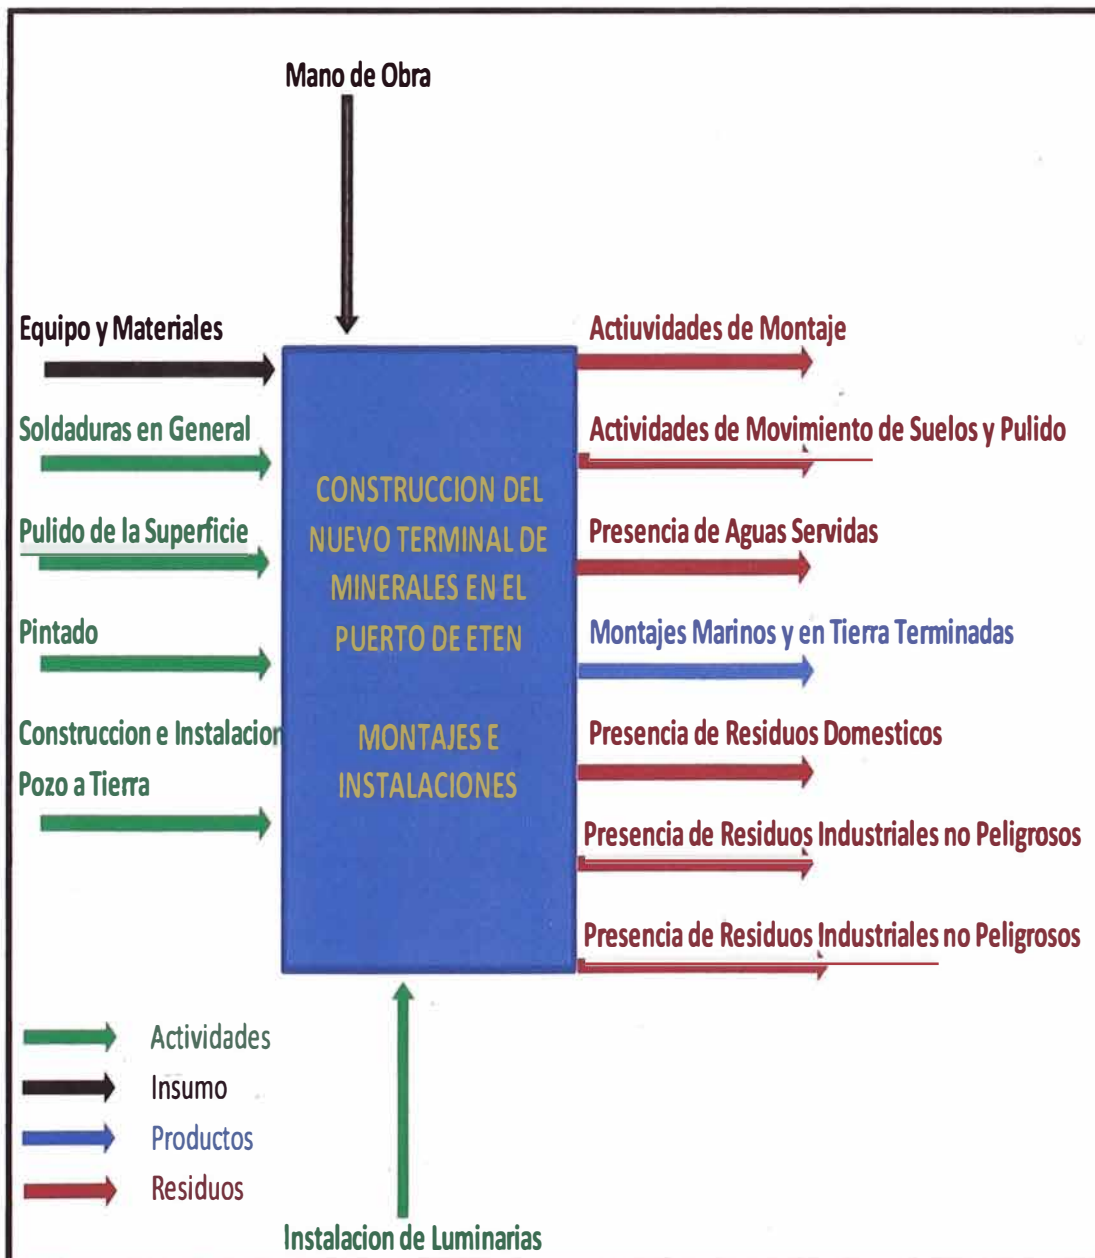 Mano de Obra
Equipo y Materiales
Soldaduras en General
Pulido de la Superficie
Pintado
Construccion e Instalacion
Pozo a Tierra
CONSTRUCCION DEL
NUEVO TERMINAL DE
MINERALES EN EL
PUERTO DE ETEN
MONTAJES E
INSTALACIONES
Actiuvidades de Montaje
Actividades de Movimiento de Suelos y Pulido
Presencia de Aguas Servidas
Montajes Marinos y en Tierra Terminadas
Presencia de Residuos Domesticos
Presencia de Residuos Industriales no Peligrosos
Presencia de Residuos Industriales no Peligrosos
Actividades
Insumo
Productos
Residuos
Instalacion de Luminarias